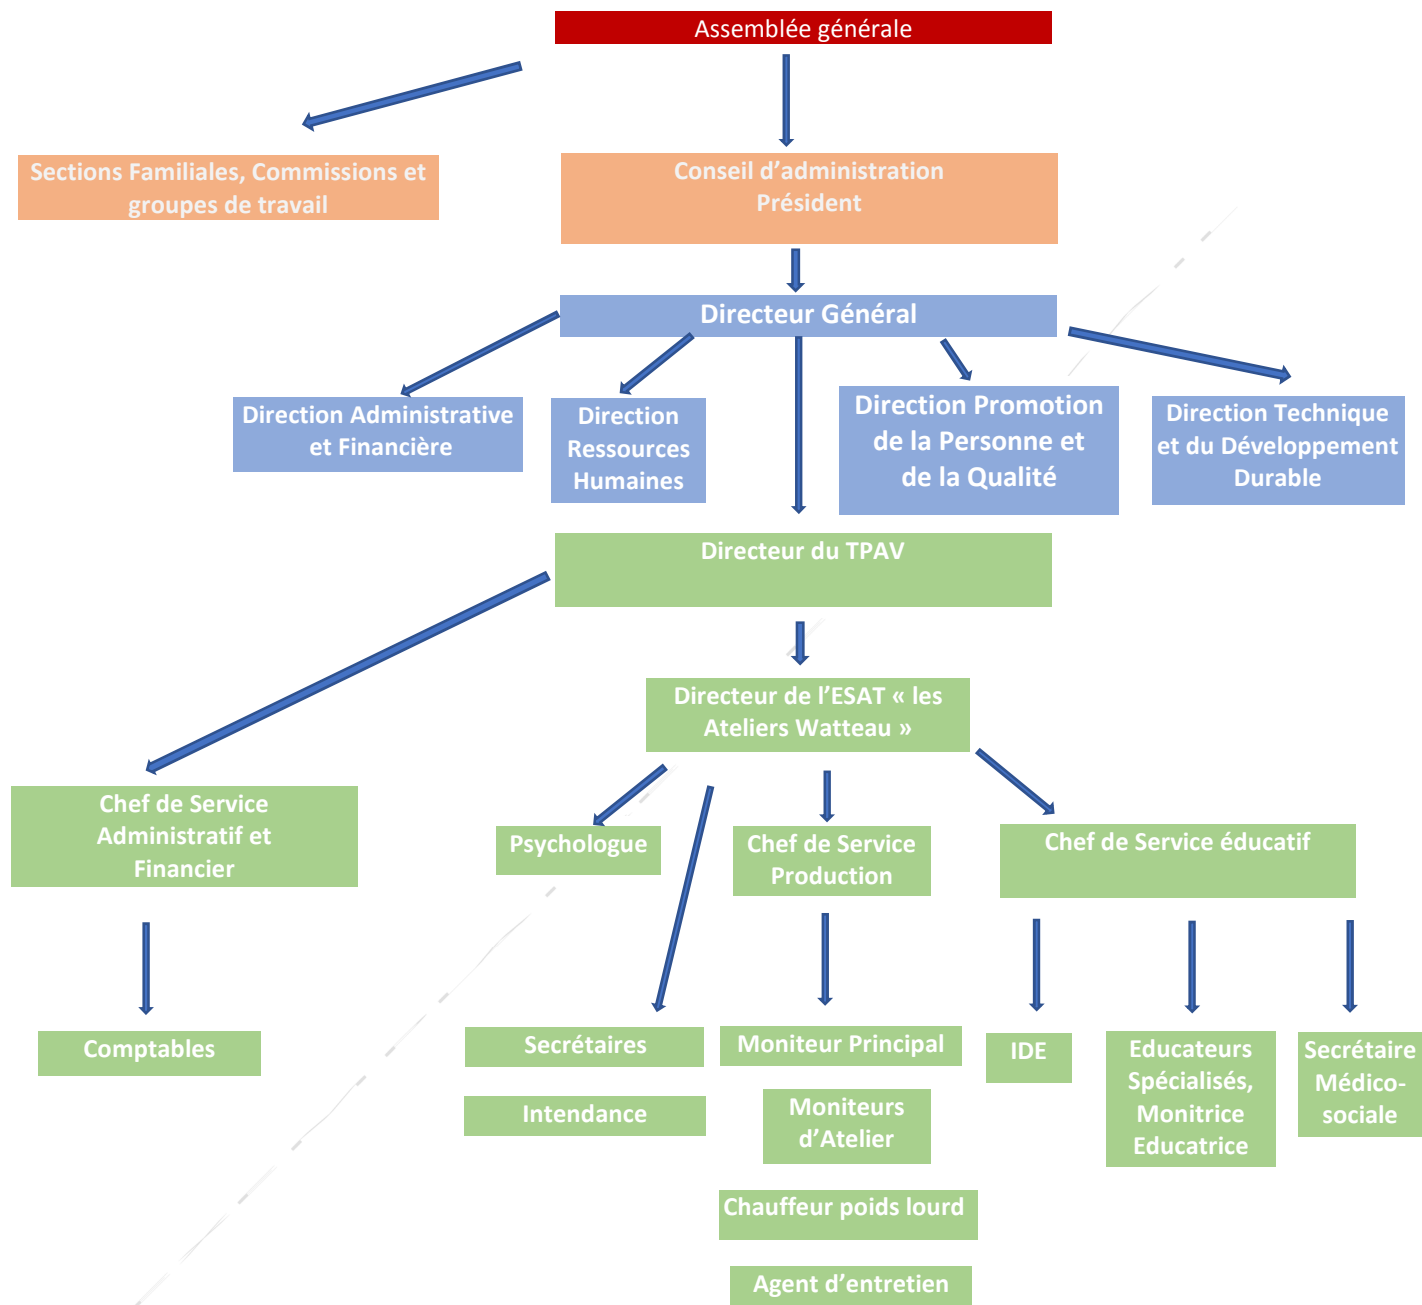 Assemblée générale
Sections Familiales, Commissions et
groupes de travail
Conseil d’administration
Président
Directeur Général
Direction Administrative
et Financière
Direction
Ressources
Humaines
Direction Promotion
de la Personne et
de la Qualité
Direction Technique
et du Développement
Durable
Directeur du TPAV
Directeur de l’ESAT « les
Ateliers Watteau »
Chef de Service
Administratif et
Financier
Psychologue
Chef de Service
Production
Chef de Service éducatif
Comptables
Secrétaires
Intendance
Moniteur Principal
Moniteurs
d’Atelier
Chauffeur poids lourd
Agent d’entretien
IDE
Educateurs
Spécialisés,
Monitrice
Educatrice
Secrétaire
Médico-
sociale